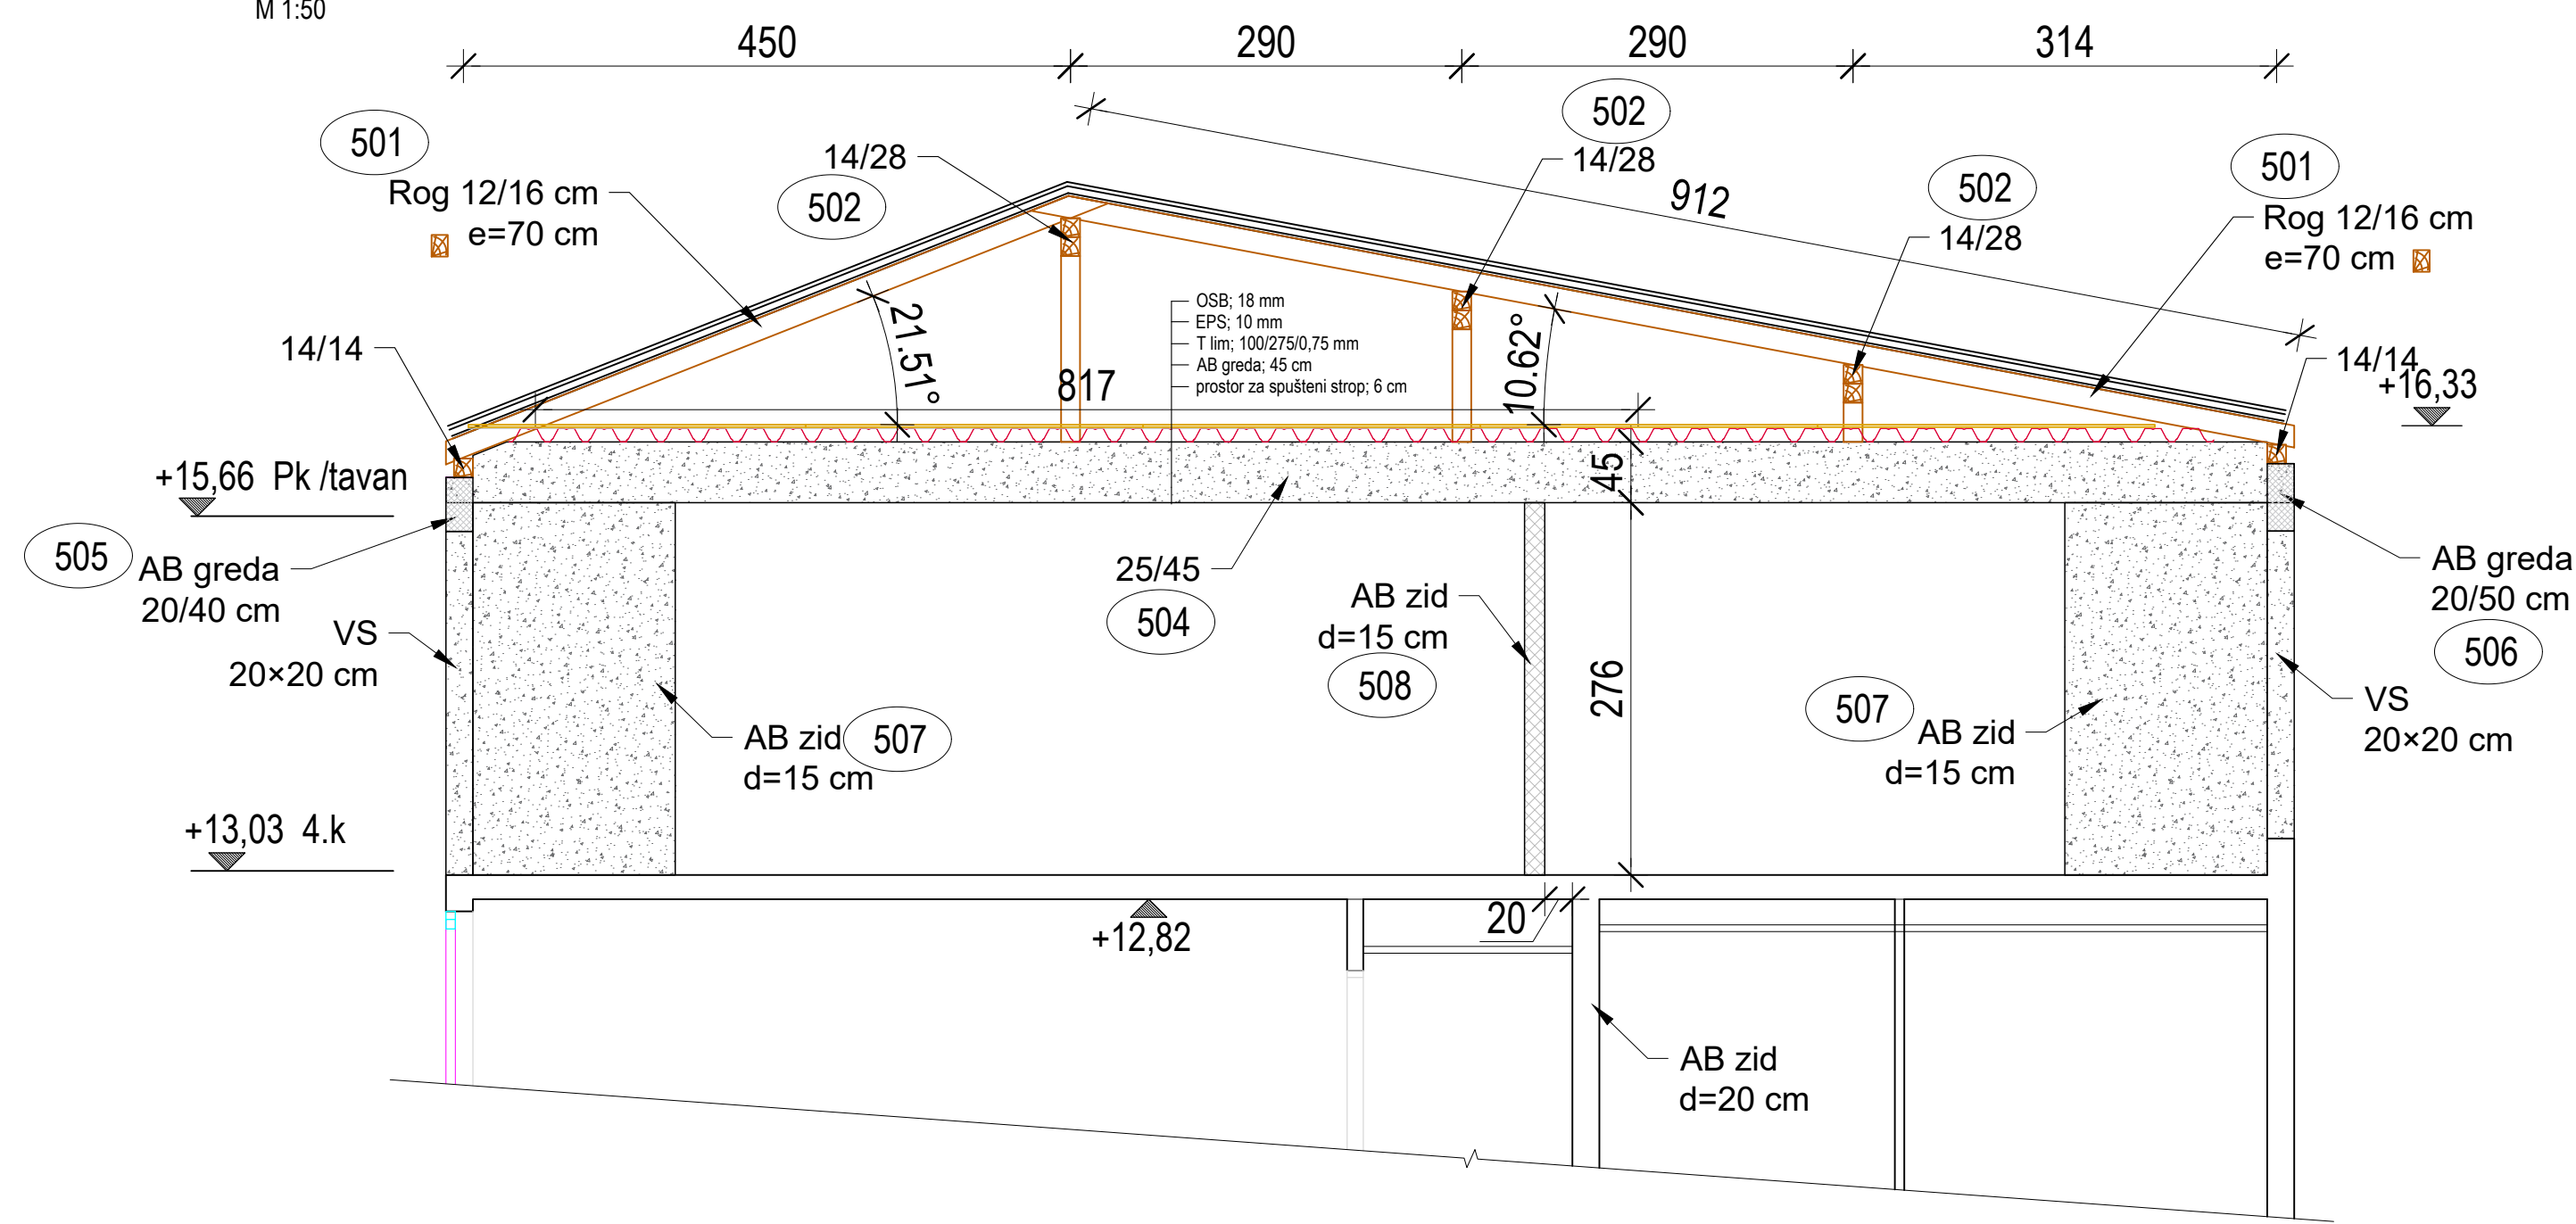 M 1:50
450
290
290
314
501
Rog 12/16 cm
e=70 cm
14/28
502
502
14/28
912
502
14/28
501
Rog 12/16 cm
e=70 cm
14/14
21.51°
OSB; 18 mm
EPS; 10 mm
T lim; 100/275/0,75 mm
AB greda; 45 cm
prostor za spušteni strop; 6 cm
817
10.62°
14/14
+16,33
+15,66 Pk /tavan
45
505
AB greda
20/40 cm
VS
20×20 cm
25/45
504
AB zid
d=15 cm
508
276
AB greda
20/50 cm
506
AB zid
d=15 cm
507
507
AB zid
d=15 cm
VS
20×20 cm
+13,03 4.k
+12,82
20
AB zid
d=20 cm